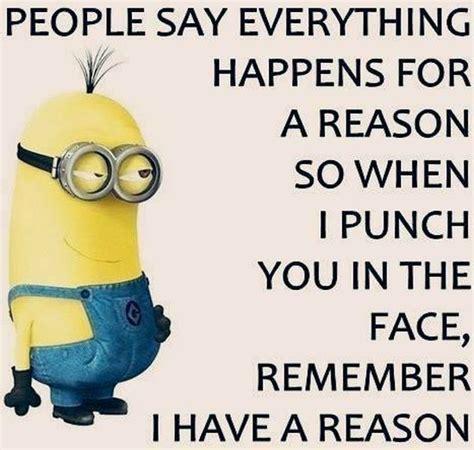 PEOPLE SAY EVERYTHING
HAPPENS FOR
A REASON
SO WHEN
I PUNCH
YOU IN THE
FACE,
REMEMBER
I HAVE A REASON